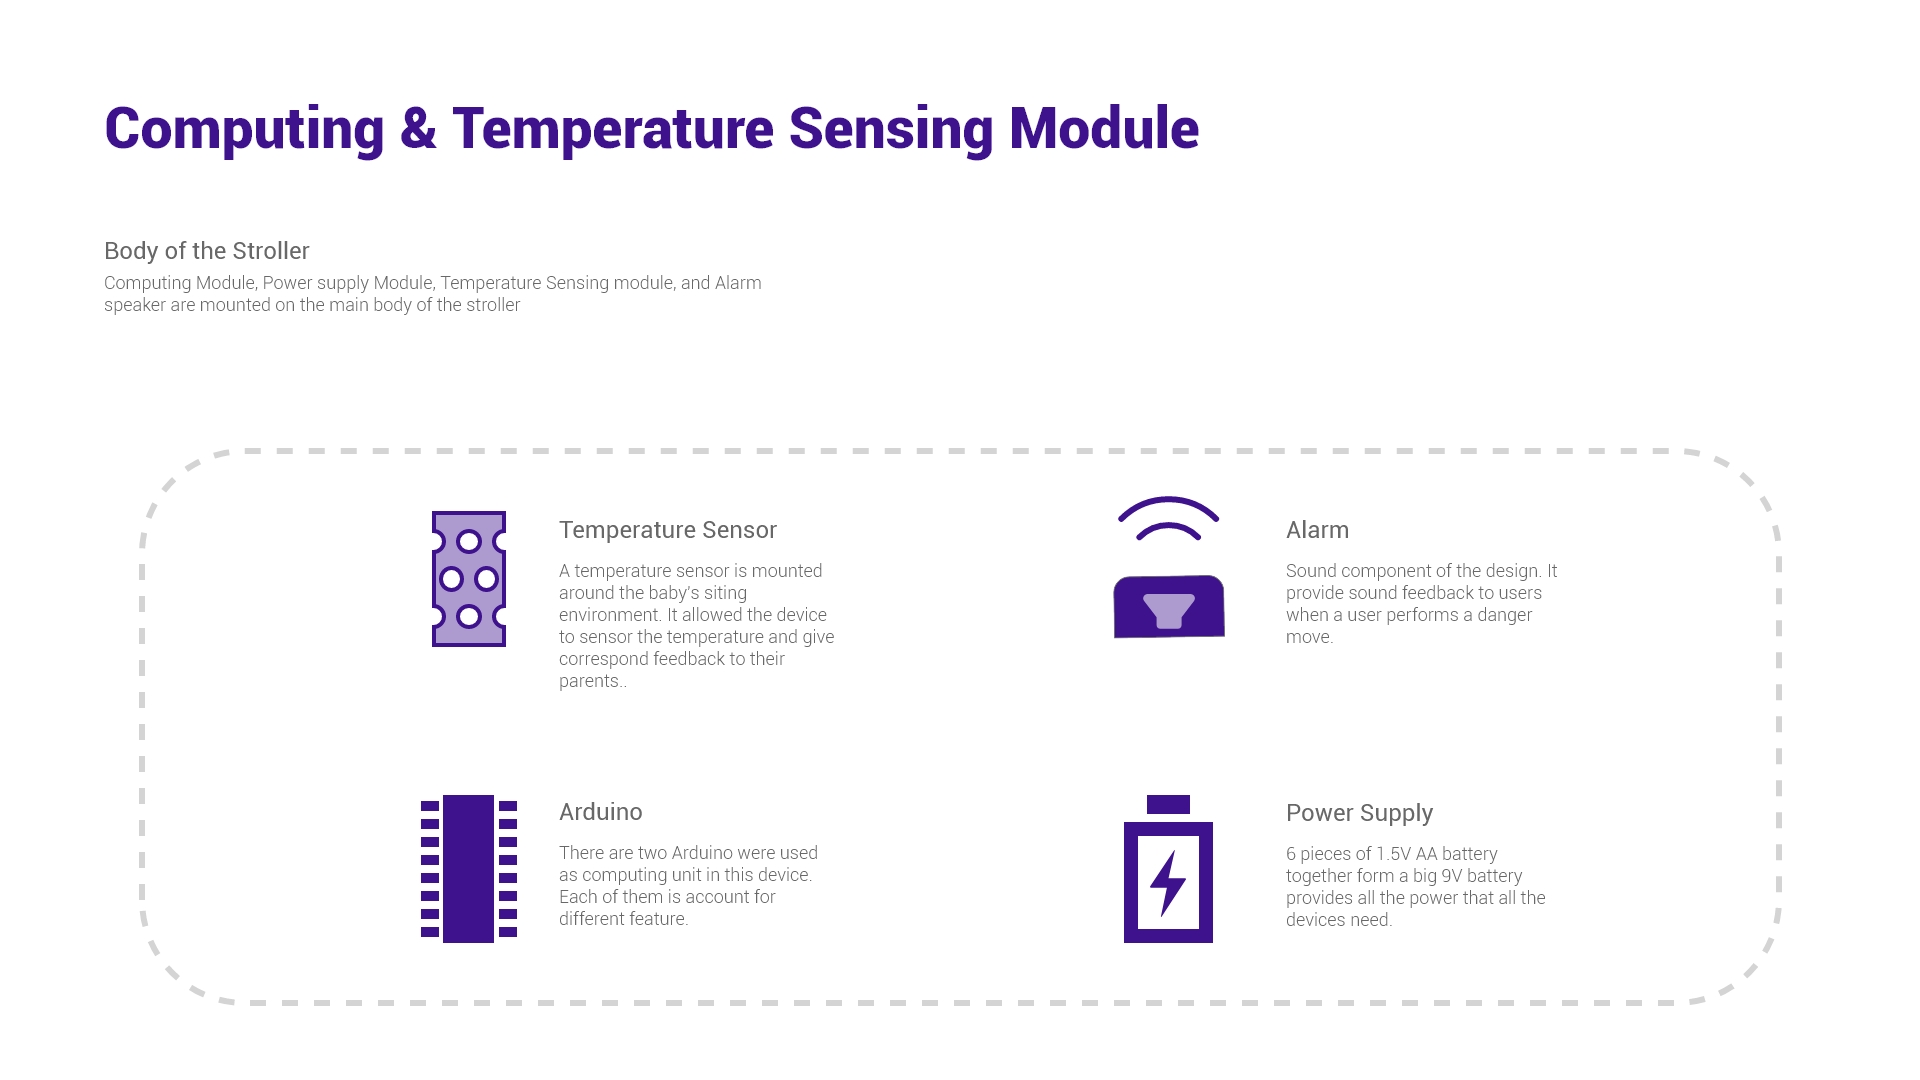 Computing & Temperature Sensing Module
Body of the Stroller
Computing Module, Power supply Module, Temperature Sensing module, and Alarm
speaker are mounted on the main body of the stroller
Temperature Sensor
A temperature sensor is mounted
around the baby's siting
environment. It allowed the device
to sensor the temperature and give
correspond feedback to their
parents..
Alarm
Sound component of the design. It
provide sound feedback to users
when a user performs a danger
move.
Arduino
There are two Arduino were used
as computing unit in this device.
Each of them is account for
different feature.
Power Supply
6 pieces of 1.5V AA battery
together form a big 9V battery
provides all the power that all the
devices need.